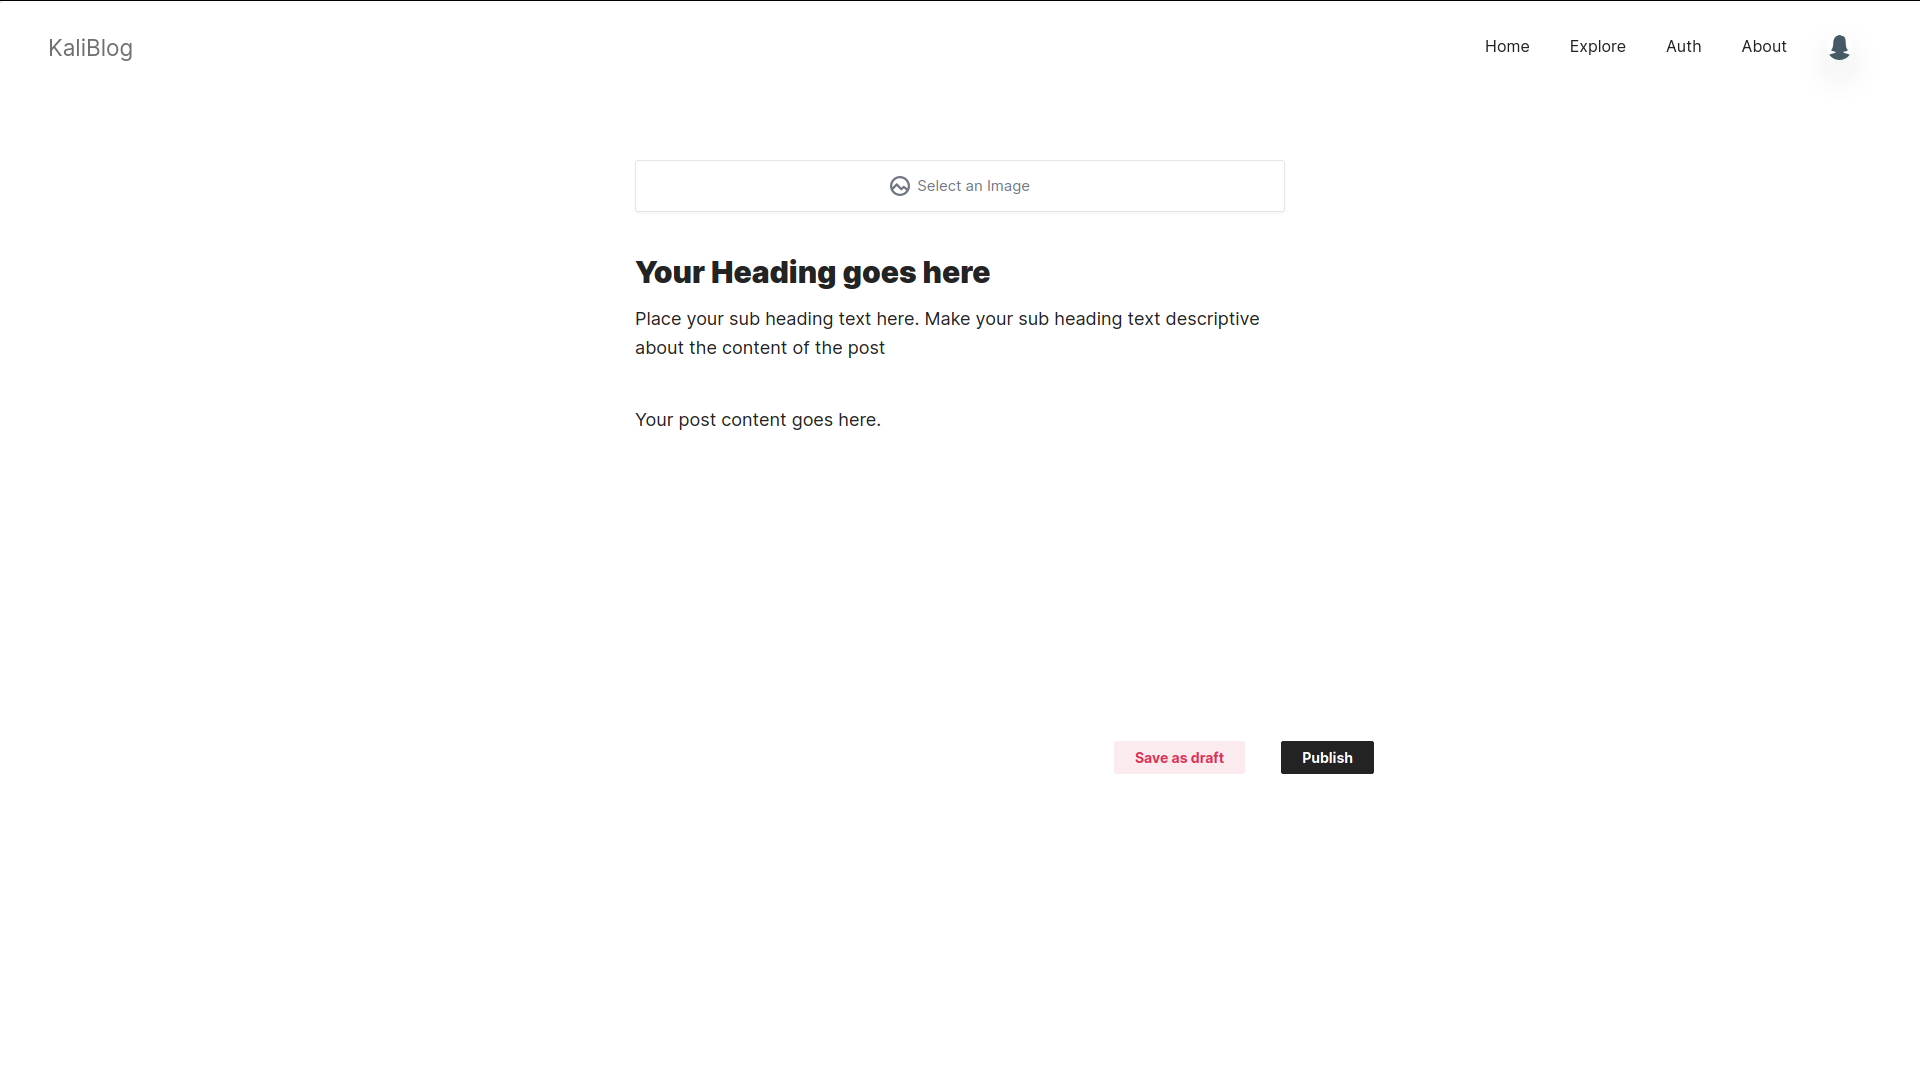 KaliBlog
Home Explore Auth About
Select an Image
Your Heading goes here
Place your sub heading text here. Make your sub heading text descriptive
about the content of the post
Your post content goes here.
Save as draft Publish